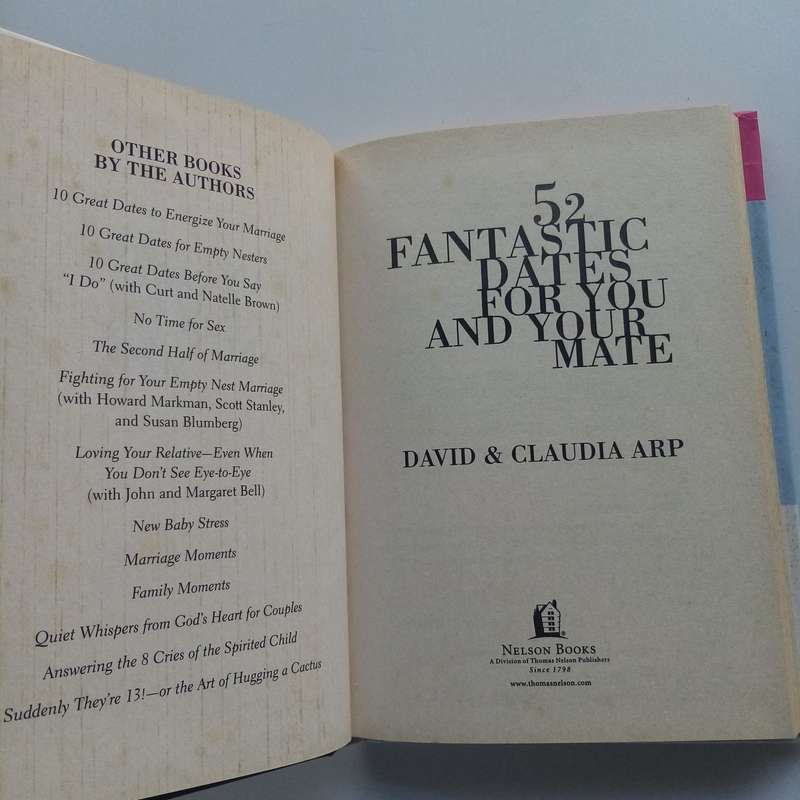 OTHER BOOKS
BY THE AUTHORS
10 Great Dates to Energize Your Marriage
10 Great Dates for Empty Nesters
10 Great Dates Before You Say
“I Do” (with Curt and Natelle Brown)
No Time for Sex
The Second Half of Marriage
Fighting for Your Empty Nest Marriage
(with Howard Markman, Scott Stanley,
and Susan Blumberg)
Loving Your Relative—Even When
You Don’t See Eye-to-Eye
(with John and Margaret Bell)
New Baby Stress
Marriage Moments
Family Moments
Quiet Whispers from God’s Heart for Couples
Answering the 8 Cries of the Spirited Child
Suddenly They’re 13!—or the Art of Hugging a Cactus
52
FANTASTIC
DATES
FOR YOU
AND YOUR
MATE
DAVID & CLAUDIA ARP
NELSON BOOKS
A Division of Thomas Nelson Publishers
Since 1798
www.thomasnelson.com